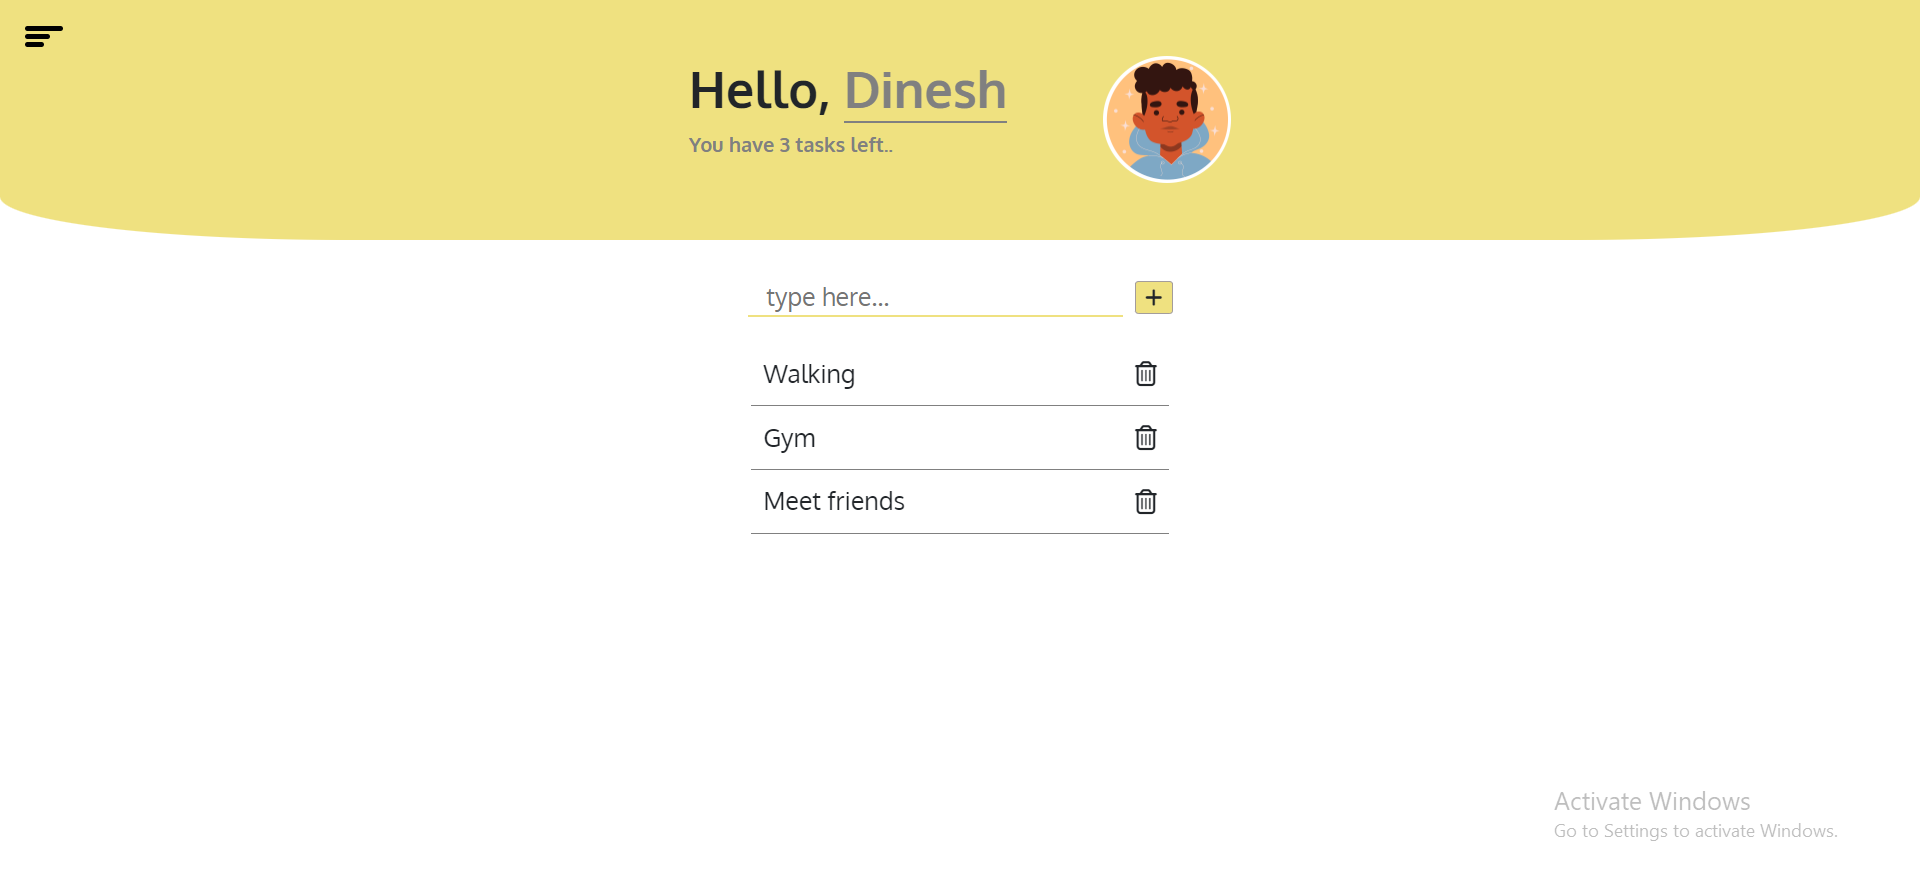 Hello, Dinesh
You have 3 tasks left..
type here...
Walking
Gym
Meet friends
Activate Windows
Go to Settings to activate Windows.